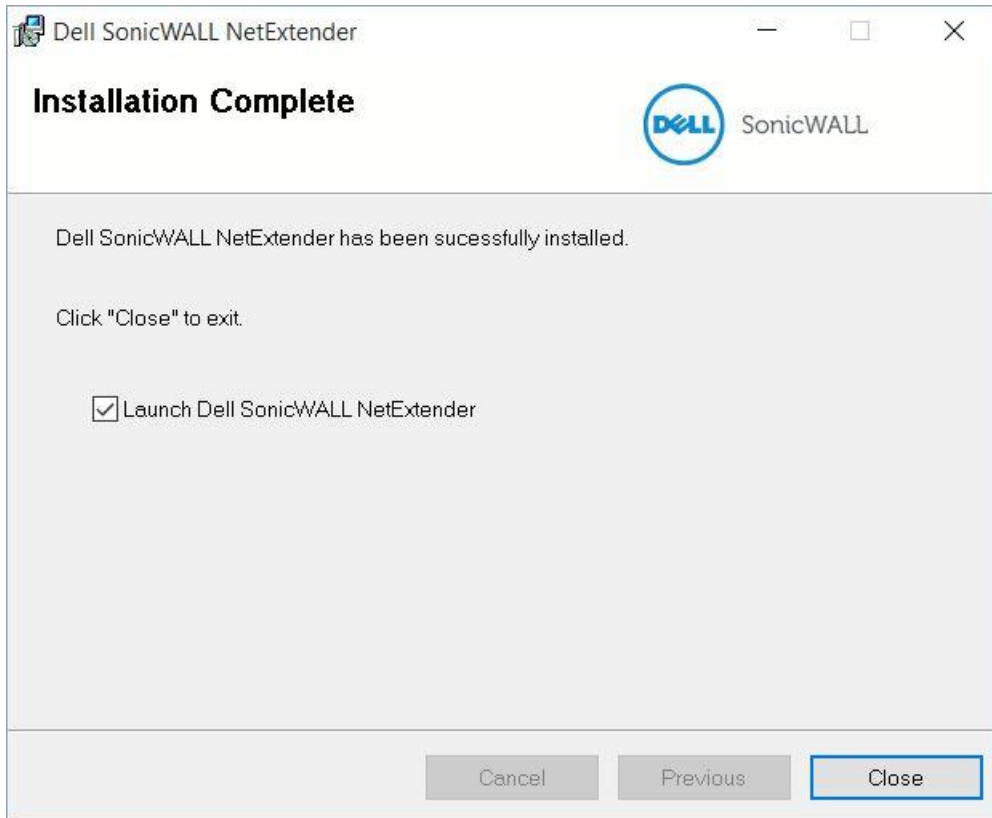 Dell SonicWALL NetExtender
Installation Complete
DELL SonicWALL
Dell SonicWALL NetExtender has been sucessfully installed.
Click "Close" to exit.
Launch Dell SonicWALL NetExtender
Cancel Previous Close